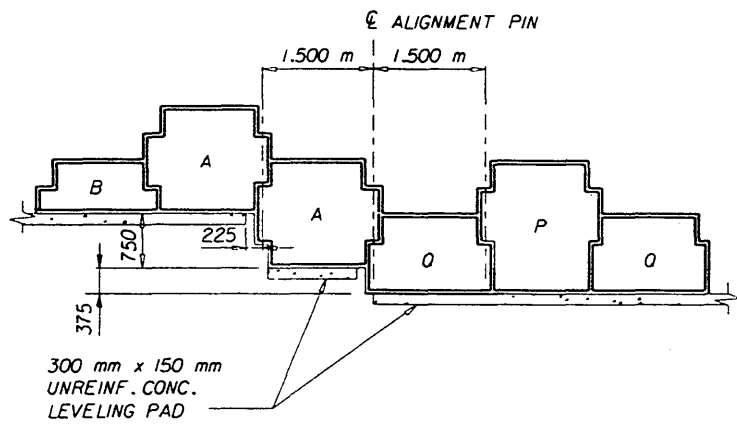 ℄ ALIGNMENT PIN
1.500 m 1.500 m
A
B
A
P
Q
Q
750
225
375
300 mm x 150 mm
UNREINF. CONC.
LEVELING PAD